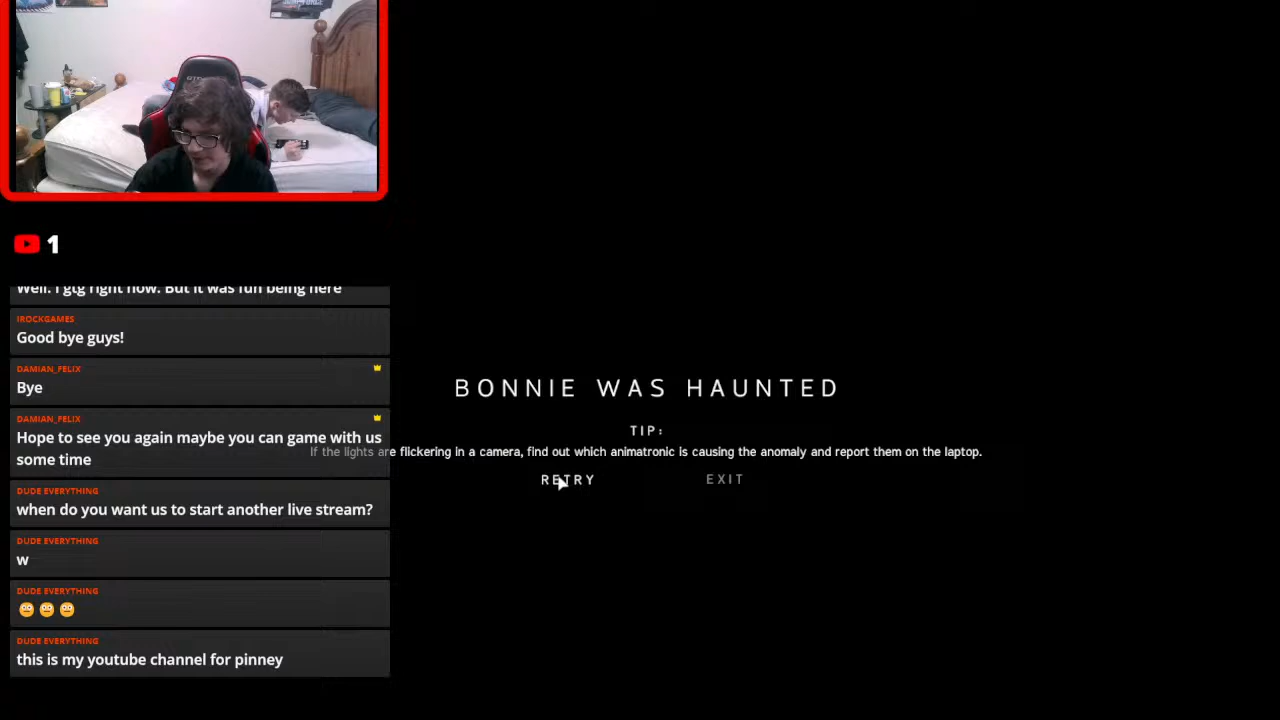 1
Well. I gtg right now. But it was fun being here
IROCKGAMES
Good bye guys!
DAMIAN_FELIX
Bye
DAMIAN_FELIX
Hope to see you again maybe you can game with us
some time
DUDE EVERYTHING
when do you want us to start another live stream?
DUDE EVERYTHING
w
DUDE EVERYTHING
😳😳😳
DUDE EVERYTHING
this is my youtube channel for pinney
BONNIE WAS HAUNTED
TIP:
If the lights are flickering in a camera, find out which animatronic is causing the anomaly and report them on the laptop.
RETRY EXIT